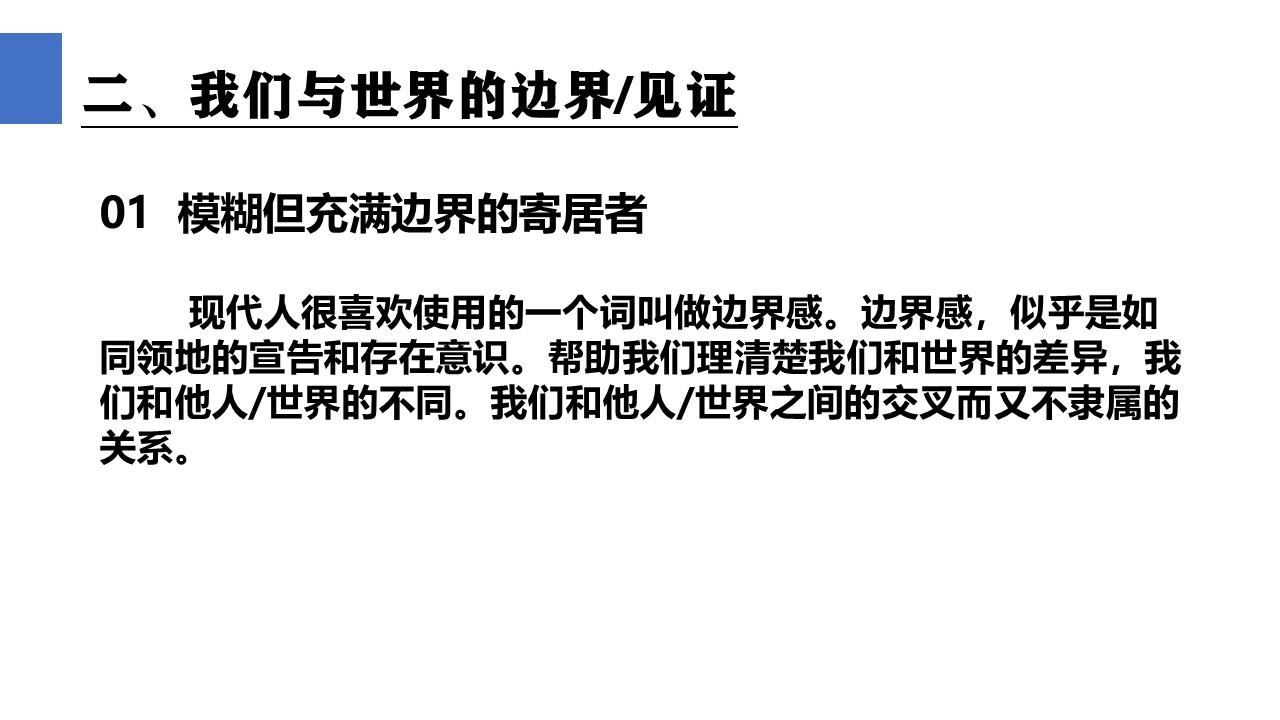 二、我们与世界的边界/见证
01 模糊但充满边界的寄居者
现代人很喜欢使用的一个词叫做边界感。边界感，似乎是如
同领地的宣告和存在意识。帮助我们理清楚我们和世界的差异，我
们和他人/世界的不同。我们和他人/世界之间的交叉而又不隶属的
关系。